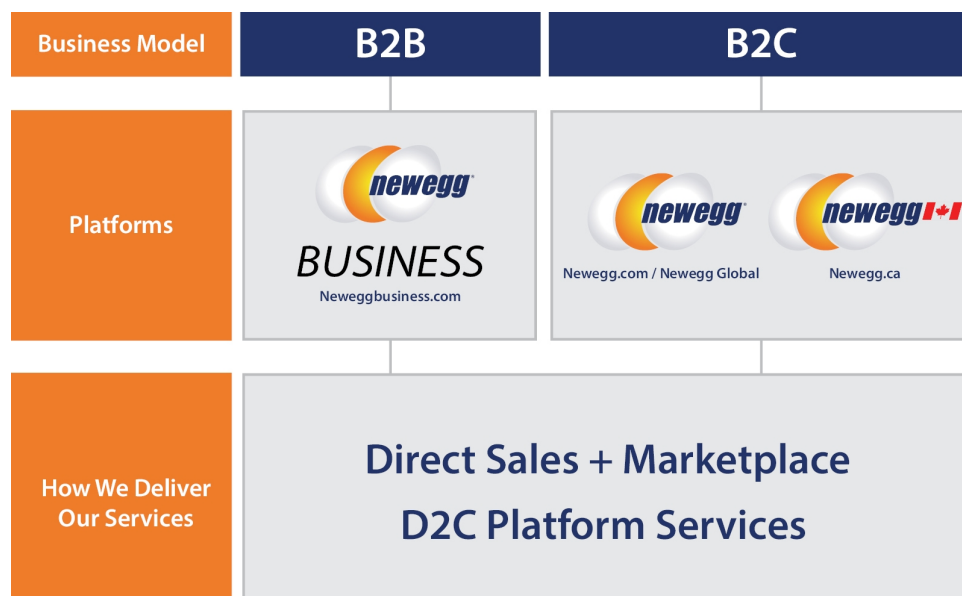 Business Model
B2B
B2C
Platforms
newegg
BUSINESS
Neweggbusiness.com
newegg
Newegg.com / Newegg Global
newegg
Newegg.ca
How We Deliver
Our Services
Direct Sales + Marketplace
D2C Platform Services